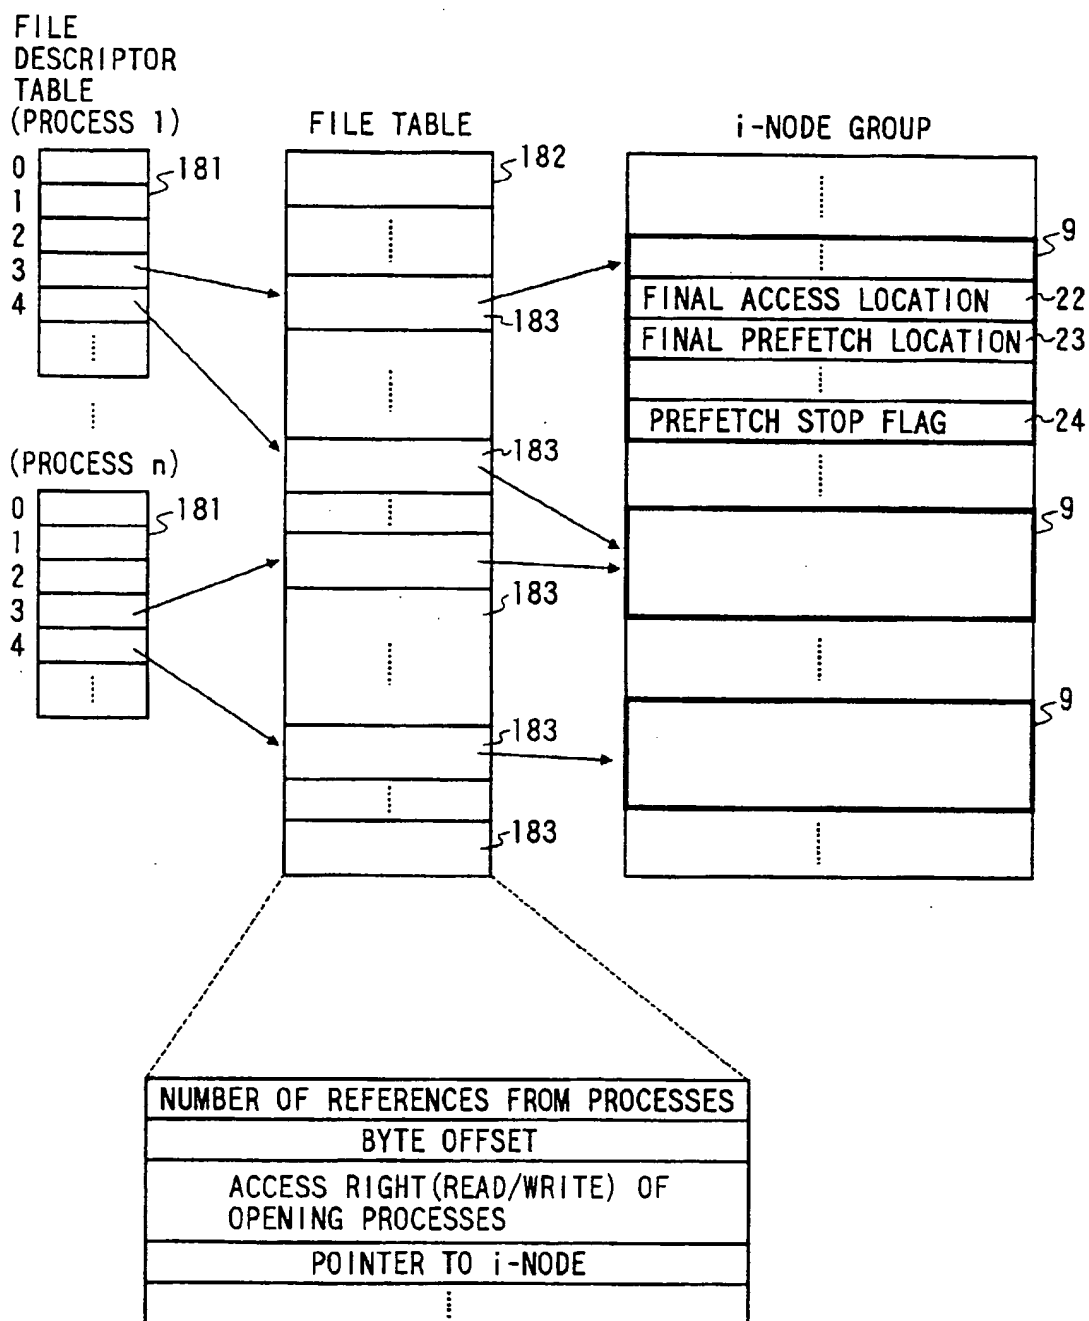 FILE
DESCRIPTOR
TABLE
(PROCESS 1)
FILE TABLE
i-NODE GROUP
0
1
2
3
4
181
182
183
183
183
183
183
9
FINAL ACCESS LOCATION
22
FINAL PREFETCH LOCATION
23
PREFETCH STOP FLAG
24
9
9
(PROCESS n)
0
1
2
3
4
181
NUMBER OF REFERENCES FROM PROCESSES
BYTE OFFSET
ACCESS RIGHT(READ/WRITE) OF
OPENING PROCESSES
POINTER TO i-NODE